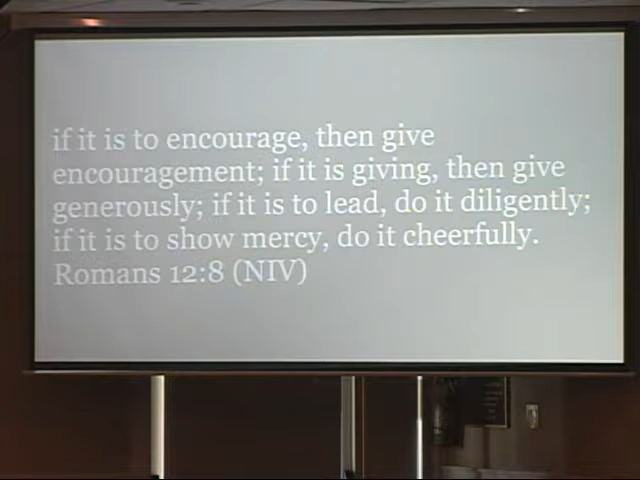 if it is to encourage, then give
encouragement; if it is giving, then give
generously; if it is to lead, do it diligently;
if it is to show mercy, do it cheerfully.
Romans 12:8 (NIV)